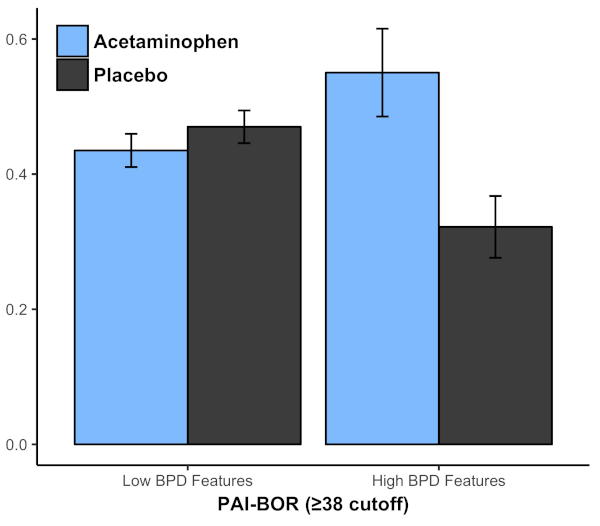 0.6
0.4
0.2
0.0
Acetaminophen
Placebo
Low BPD Features
High BPD Features
PAI-BOR (≥38 cutoff)